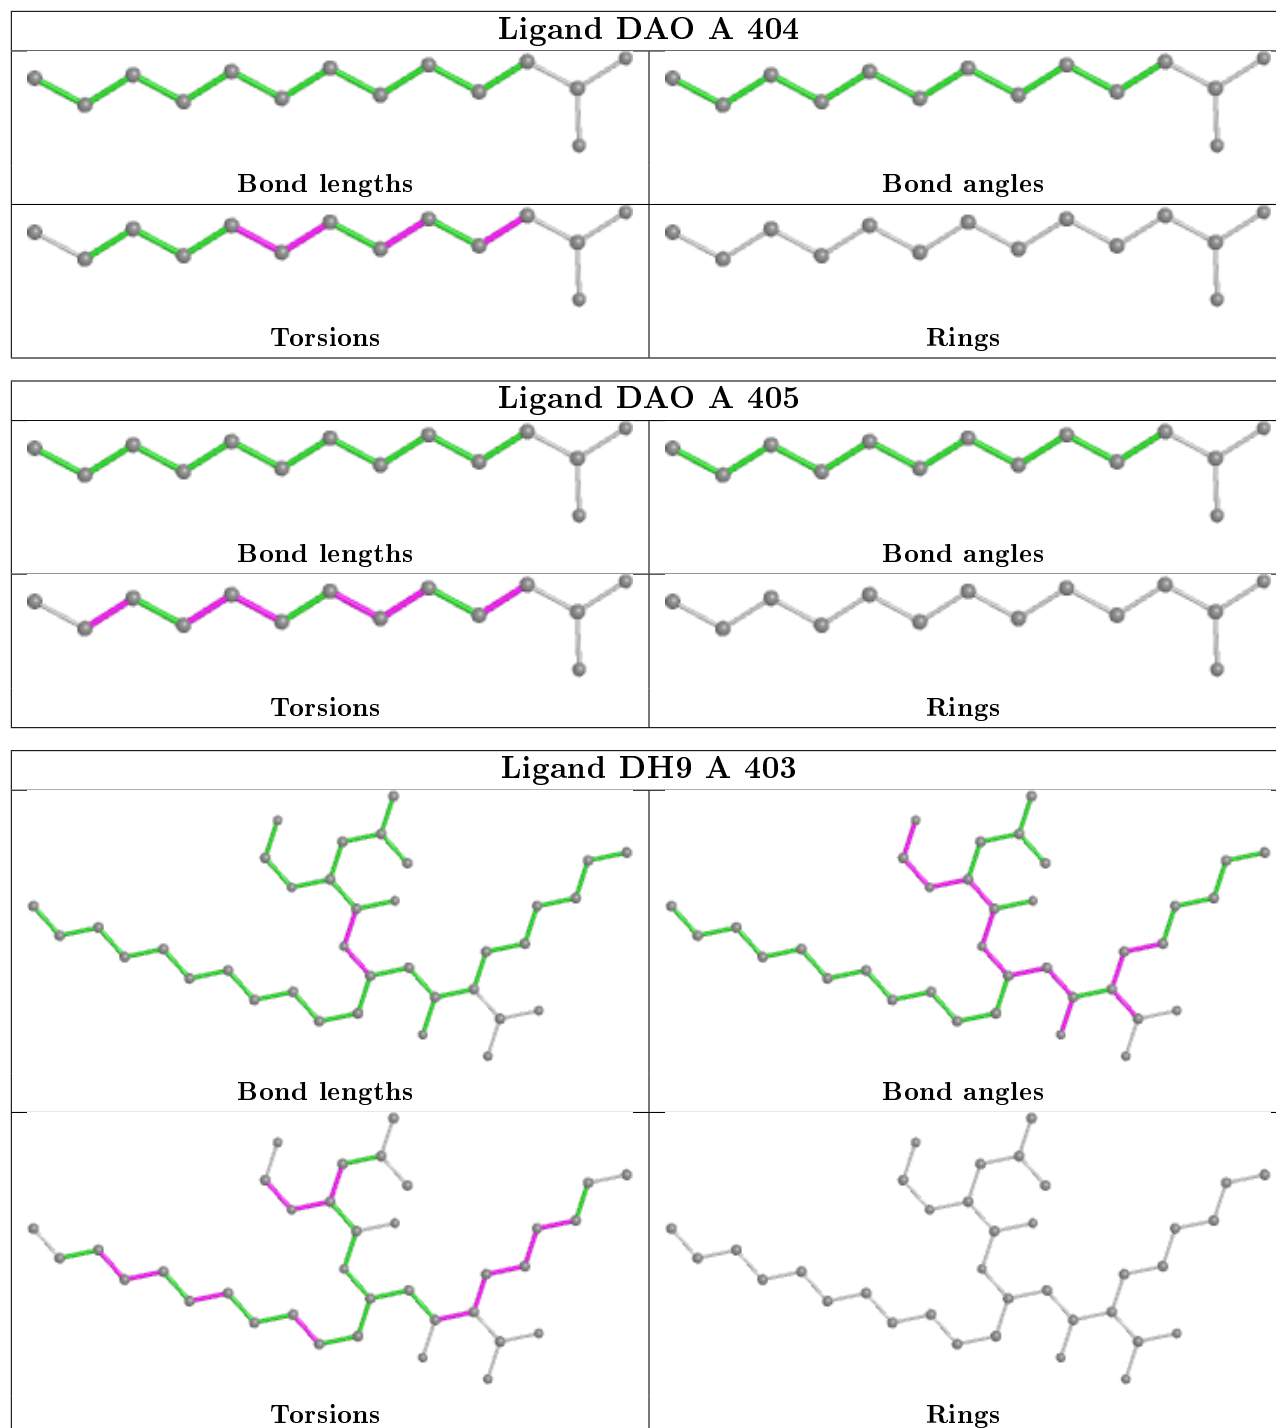 Ligand DAO A 404
Bond lengths
Bond angles
Torsions
Rings
Ligand DAO A 405
Bond lengths
Bond angles
Torsions
Rings
Ligand DH9 A 403
Bond lengths
Bond angles
Torsions
Rings